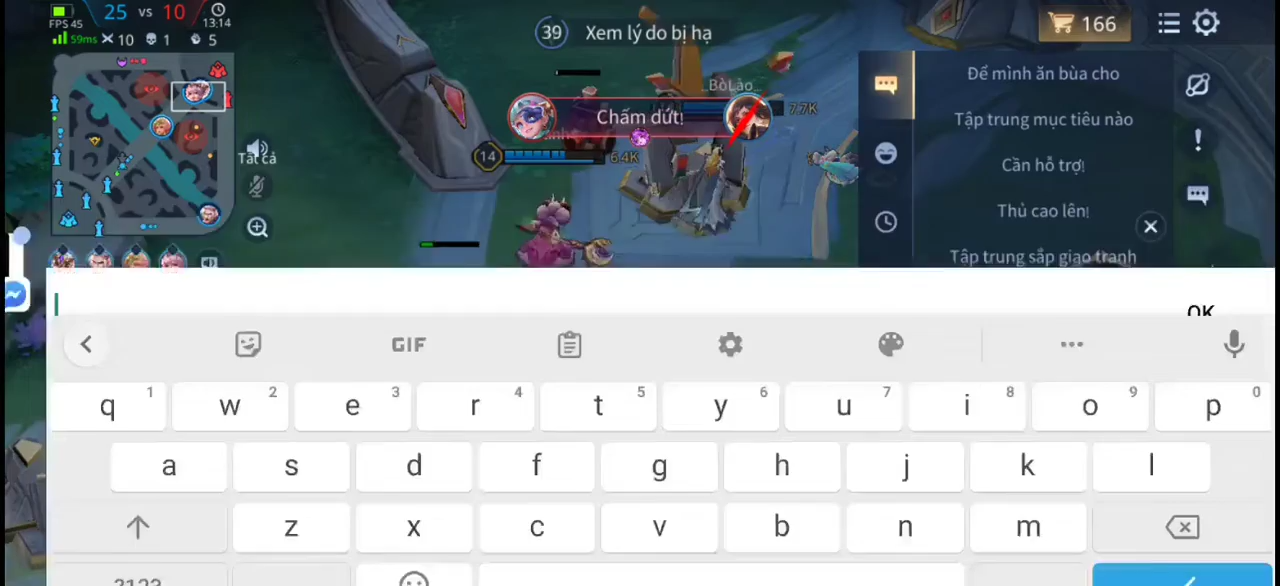 25 vs 10
13:14
FPS 45
59ms 10 1 5
39 Xem lý do bị hạ
166
Để mình ăn bùa cho
Tập trung mục tiêu nào
Cần hỗ trợ!
Thủ cao lên!
Tập trung sắp giao tranh
..BòLào...
Chấm dứt!
7.7K
14
6.4K
Tất cả
OK
GIF
q 1 w 2 e 3 r 4 t 5 y 6 u 7 i 8 o 9 p 0
a s d f g h j k l
z x c v b n m
?123